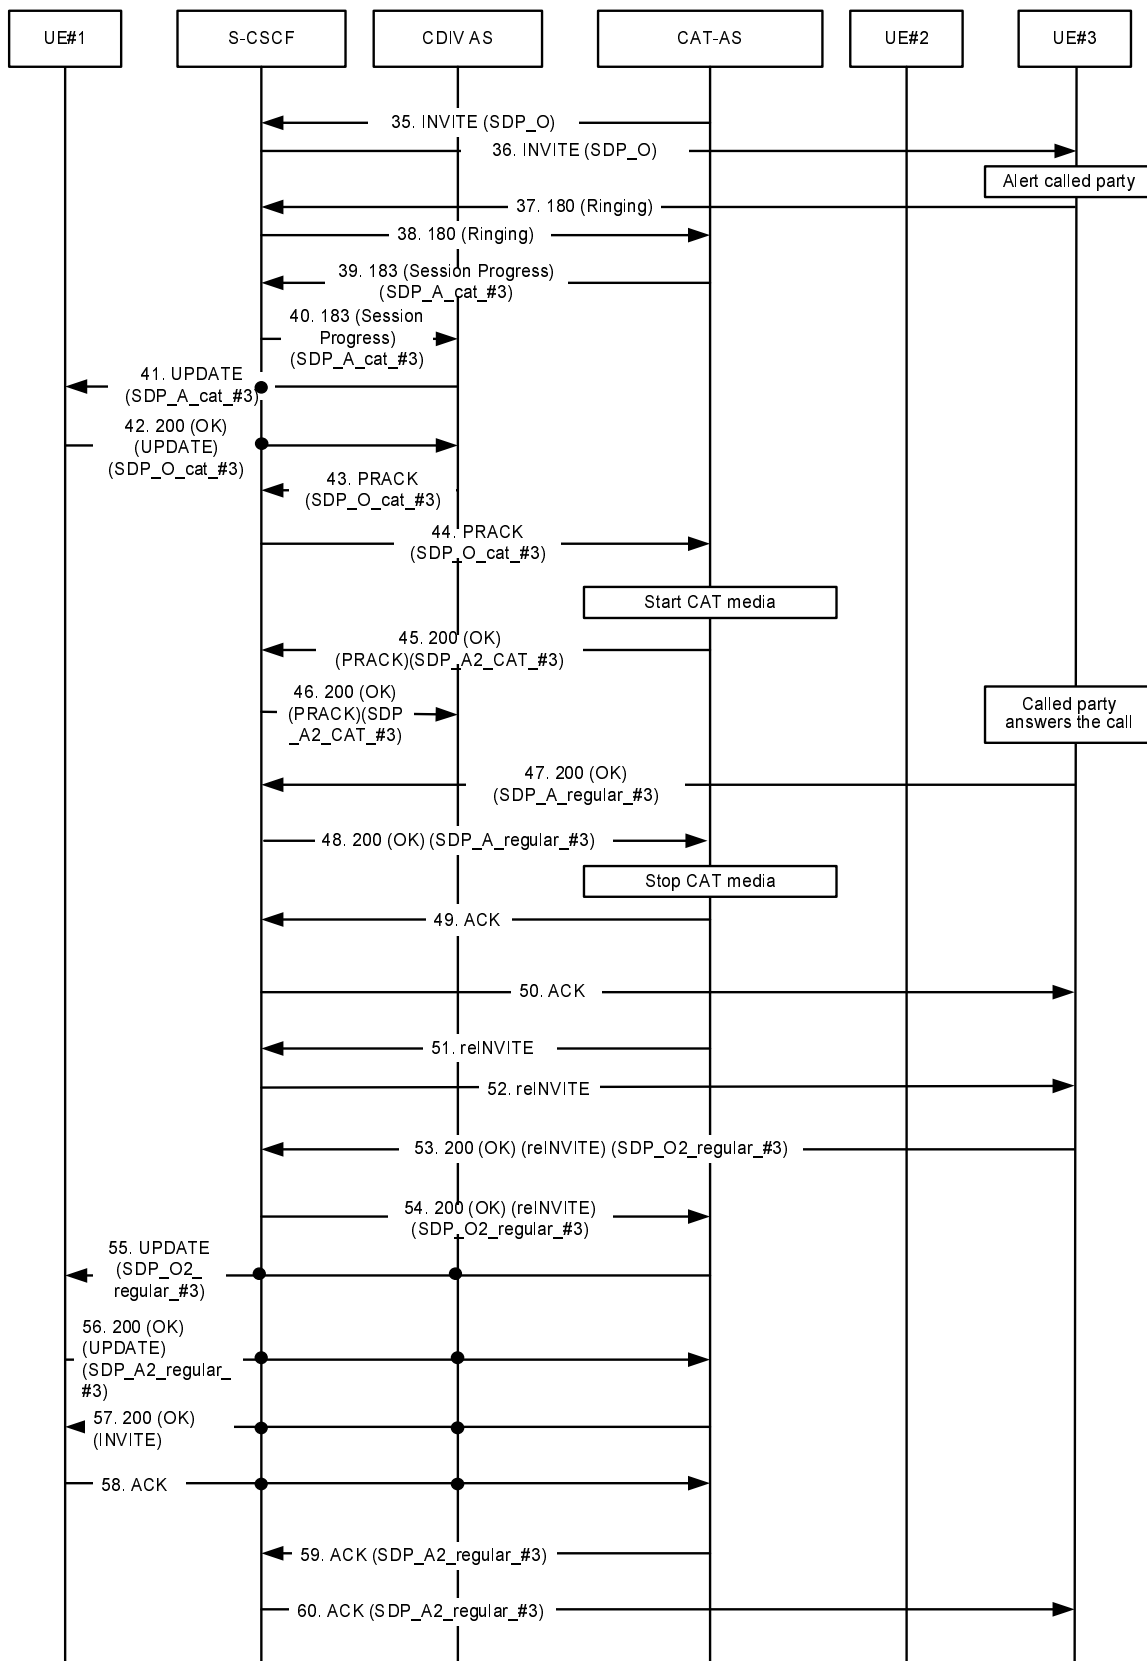 UE#1
S-CSCF
CDIV AS
CAT-AS
UE#2
UE#3
35. INVITE (SDP_O)
36. INVITE (SDP_O)
Alert called party
37. 180 (Ringing)
38. 180 (Ringing)
39. 183 (Session Progress)
(SDP_A_cat_#3)
40. 183 (Session
Progress)
(SDP_A_cat_#3)
41. UPDATE
(SDP_A_cat_#3)
42. 200 (OK)
(UPDATE)
(SDP_O_cat_#3)
43. PRACK
(SDP_O_cat_#3)
44. PRACK
(SDP_O_cat_#3)
Start CAT media
45. 200 (OK)
(PRACK)(SDP_A2_CAT_#3)
46. 200 (OK)
(PRACK)(SDP
_A2_CAT_#3)
Called party
answers the call
47. 200 (OK)
(SDP_A_regular_#3)
48. 200 (OK) (SDP_A_regular_#3)
Stop CAT media
49. ACK
50. ACK
51. reINVITE
52. reINVITE
53. 200 (OK) (reINVITE) (SDP_O2_regular_#3)
54. 200 (OK) (reINVITE)
(SDP_O2_regular_#3)
55. UPDATE
(SDP_O2_
regular_#3)
56. 200 (OK)
(UPDATE)
(SDP_A2_regular_
#3)
57. 200 (OK)
(INVITE)
58. ACK
59. ACK (SDP_A2_regular_#3)
60. ACK (SDP_A2_regular_#3)